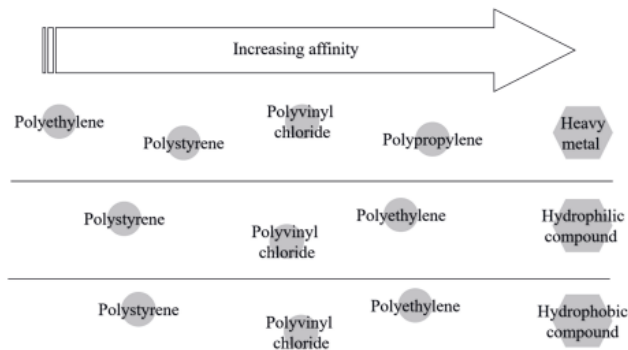 Increasing affinity
Polyethylene
Polystyrene
Polyvinyl
chloride
Polypropylene
Heavy
metal
Polystyrene
Polyvinyl
chloride
Polyethylene
Hydrophilic
compound
Polystyrene
Polyvinyl
chloride
Polyethylene
Hydrophobic
compound